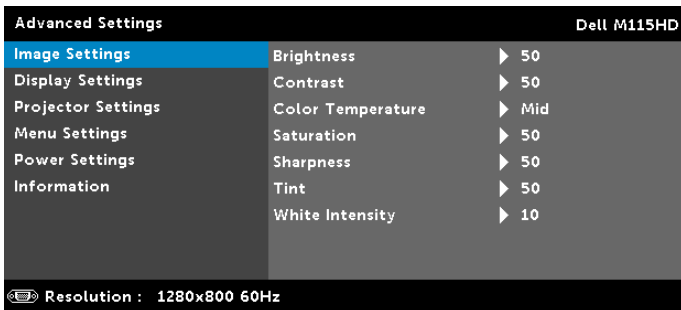 Advanced Settings Dell M115HD
Image Settings Brightness 50
Display Settings Contrast 50
Projector Settings Color Temperature Mid
Menu Settings Saturation 50
Power Settings Sharpness 50
Information Tint 50
White Intensity 10
Resolution : 1280x800 60Hz